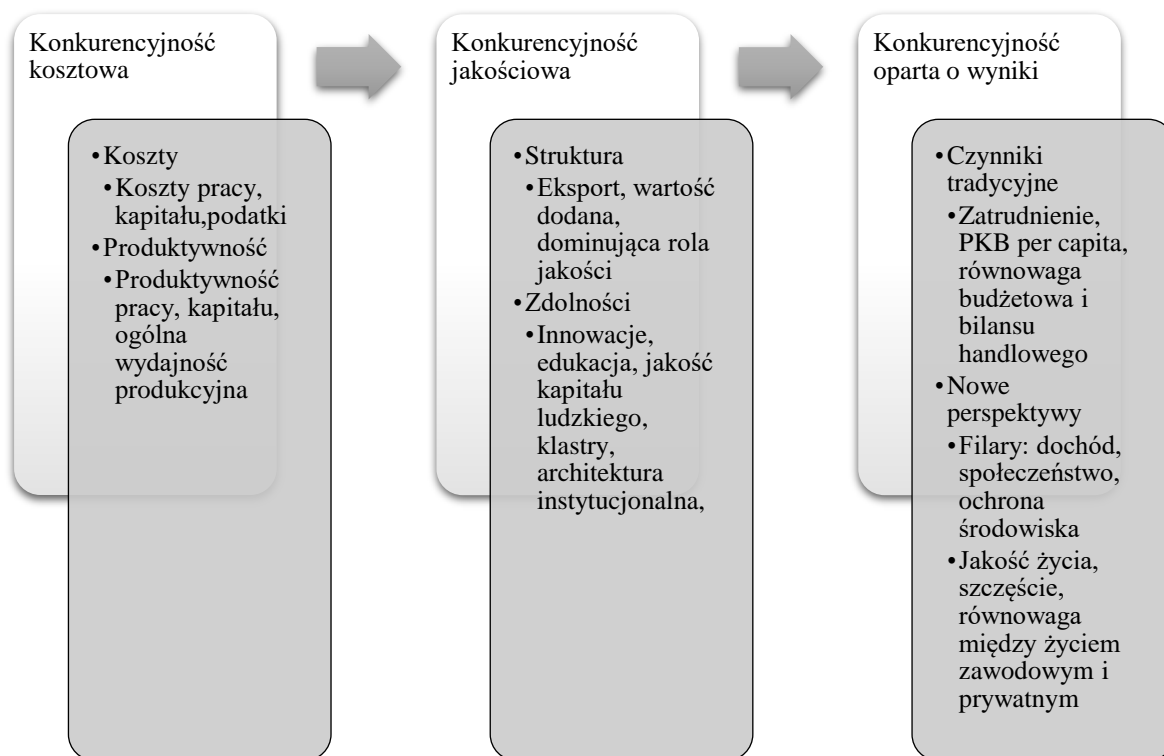 Konkurencyjność
kosztowa
•Koszty
•Koszty pracy,
kapitału,podatki
•Produktywność
•Produktywność
pracy, kapitału,
ogólna
wydajność
produkcyjna
Konkurencyjność
jakościowa
•Struktura
•Eksport, wartość
dodana,
dominująca rola
jakości
•Zdolności
•Innowacje,
edukacja, jakość
kapitału
ludzkiego,
klastry,
architektura
instytucjonalna,
Konkurencyjność
oparta o wyniki
•Czynniki
tradycyjne
•Zatrudnienie,
PKB per capita,
równowaga
budżetowa i
bilansu
handlowego
•Nowe
perspektywy
•Filary: dochód,
społeczeństwo,
ochrona
środowiska
•Jakość życia,
szczęście,
równowaga
między życiem
zawodowym i
prywatnym